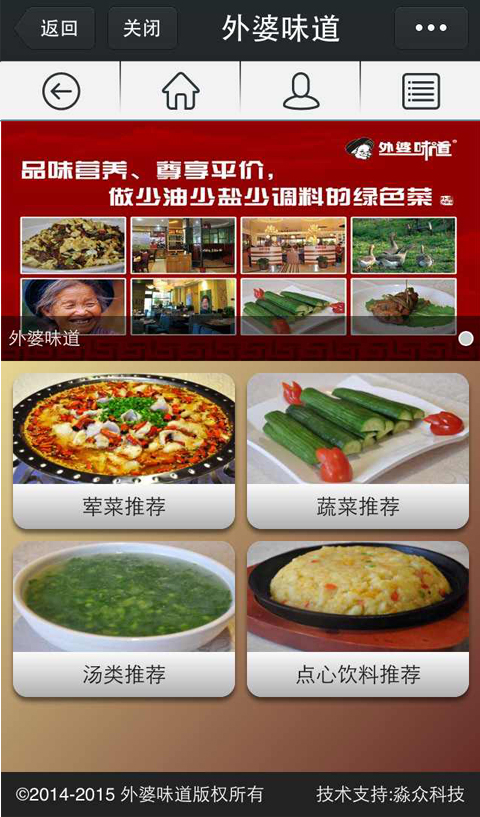 返回
关闭
外婆味道
外婆味道
品味营养、尊享平价，
做少油少盐少调料的绿色菜
外婆味道
荤菜推荐
蔬菜推荐
汤类推荐
点心饮料推荐
©2014-2015 外婆味道版权所有
技术支持:淼众科技